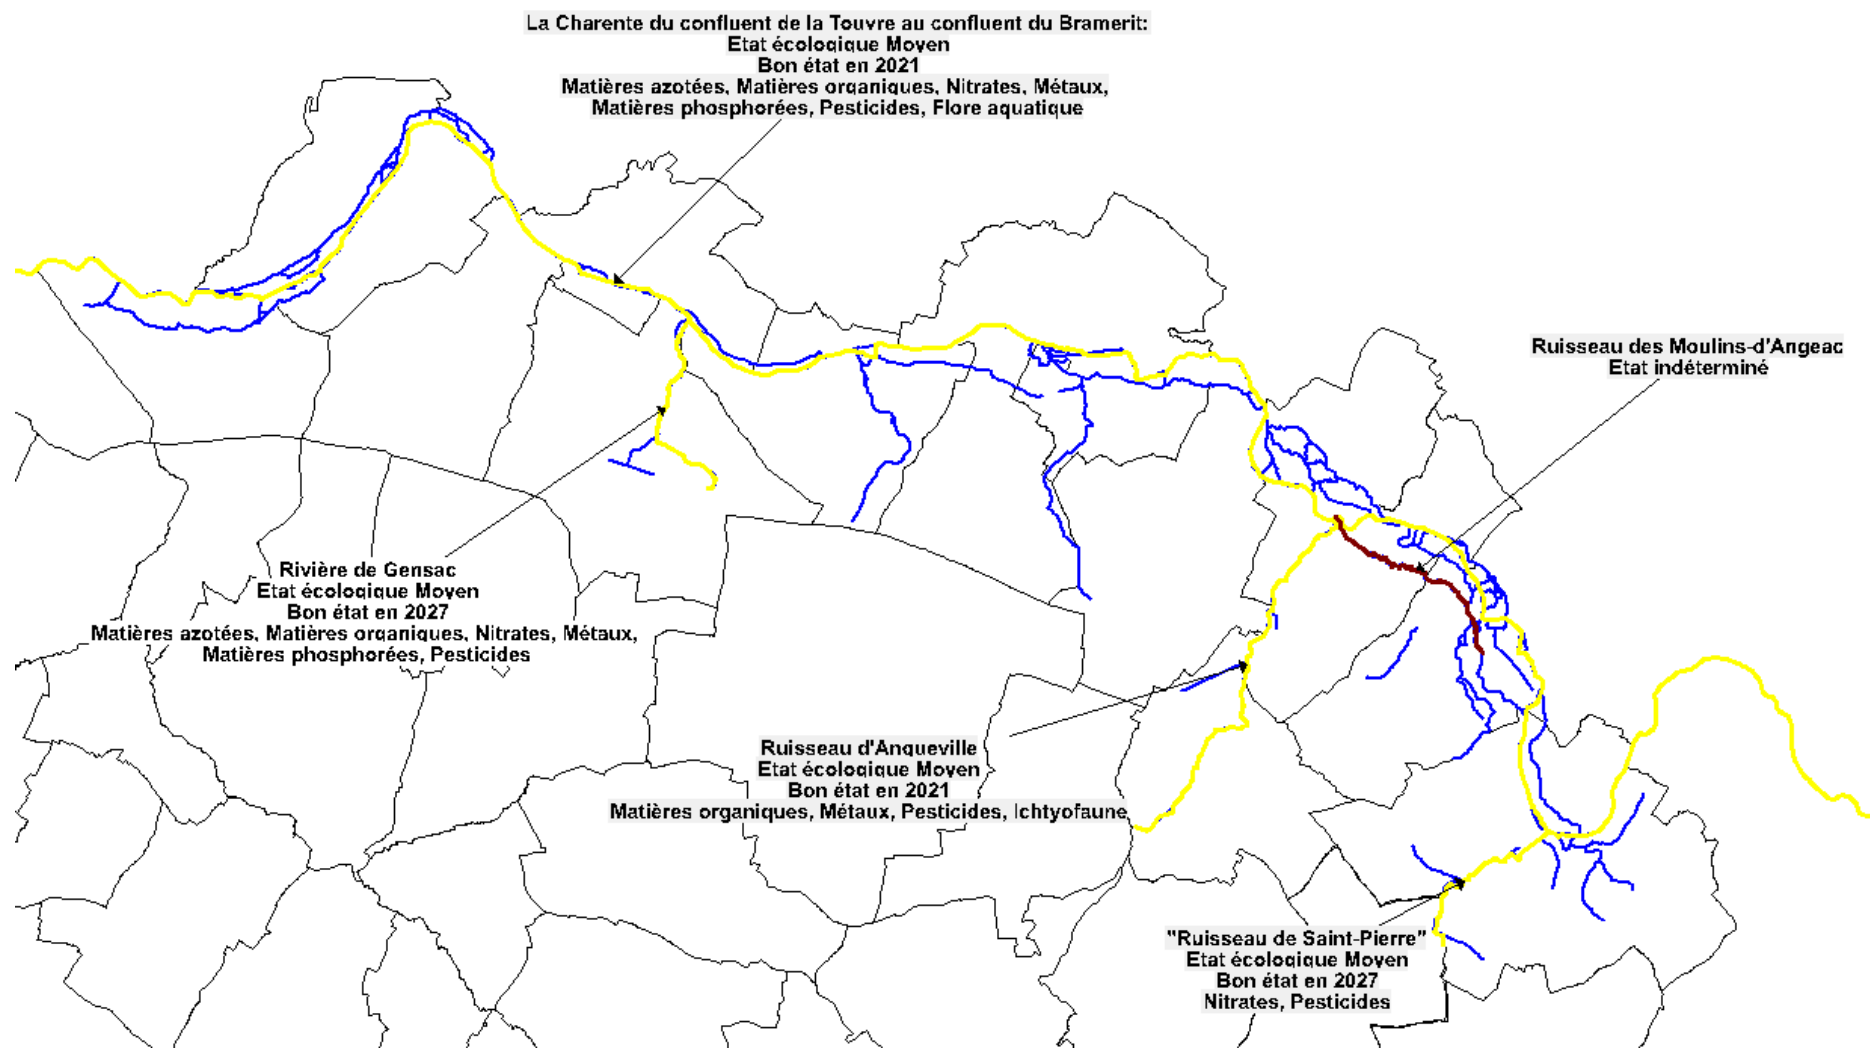 La Charente du confluent de la Touvre au confluent du Bramerit:
Etat écologique Moyen
Bon état en 2021
Matières azotées, Matières organiques, Nitrates, Métaux,
Matières phosphorées, Pesticides, Flore aquatique
Ruisseau des Moulins-d'Angeac
Etat indéterminé
Rivière de Gensac
Etat écologique Moyen
Bon état en 2027
Matières azotées, Matières organiques, Nitrates, Métaux,
Matières phosphorées, Pesticides
Ruisseau d'Angueville
Etat écologique Moyen
Bon état en 2021
Matières organiques, Métaux, Pesticides, Ichtyofaune
"Ruisseau de Saint-Pierre"
Etat écologique Moyen
Bon état en 2027
Nitrates, Pesticides